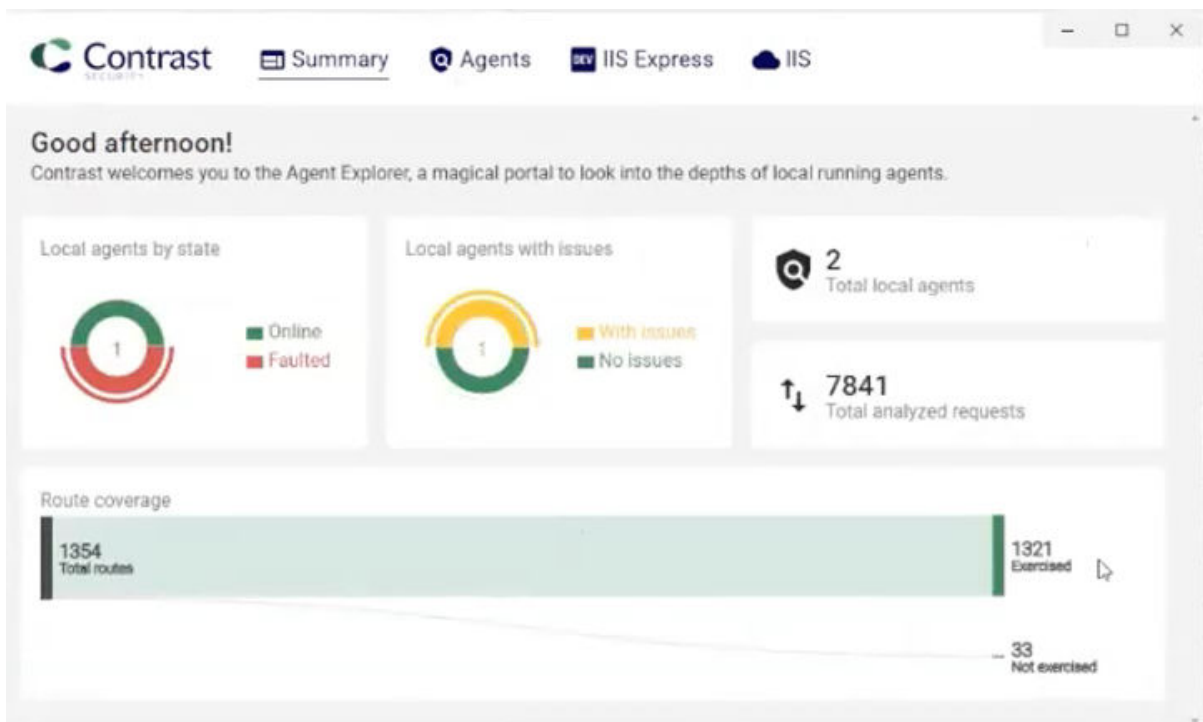 Contrast
SECURITY
Summary
Agents
DEV IIS Express
IIS
Good afternoon!
Contrast welcomes you to the Agent Explorer, a magical portal to look into the depths of local running agents.
Local agents by state
1
Online
Faulted
Local agents with issues
1
With issues
No issues
2
Total local agents
7841
Total analyzed requests
Route coverage
1354
Total routes
1321
Exercised
33
Not exercised